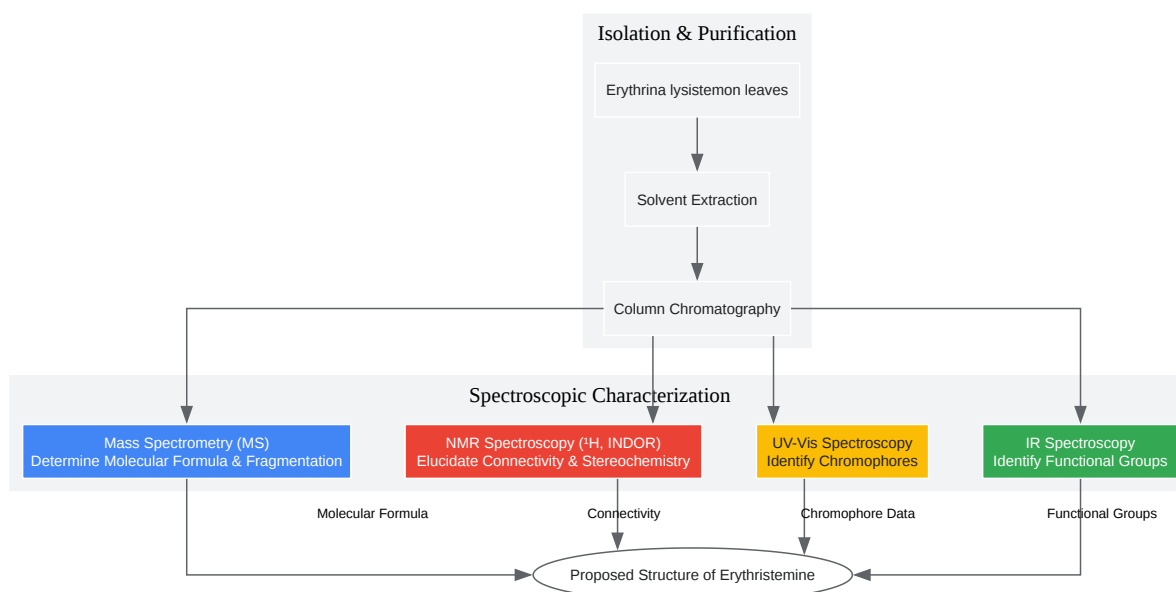 Isolation & Purification
Erythrina lysistemon leaves
Solvent Extraction
Column Chromatography
Spectroscopic Characterization
Mass Spectrometry (MS)
Determine Molecular Formula & Fragmentation
NMR Spectroscopy (¹H, INDOR)
Elucidate Connectivity & Stereochemistry
UV-Vis Spectroscopy
Identify Chromophores
IR Spectroscopy
Identify Functional Groups
Molecular Formula
Connectivity
Chromophore Data
Functional Groups
Proposed Structure of Erythristemine